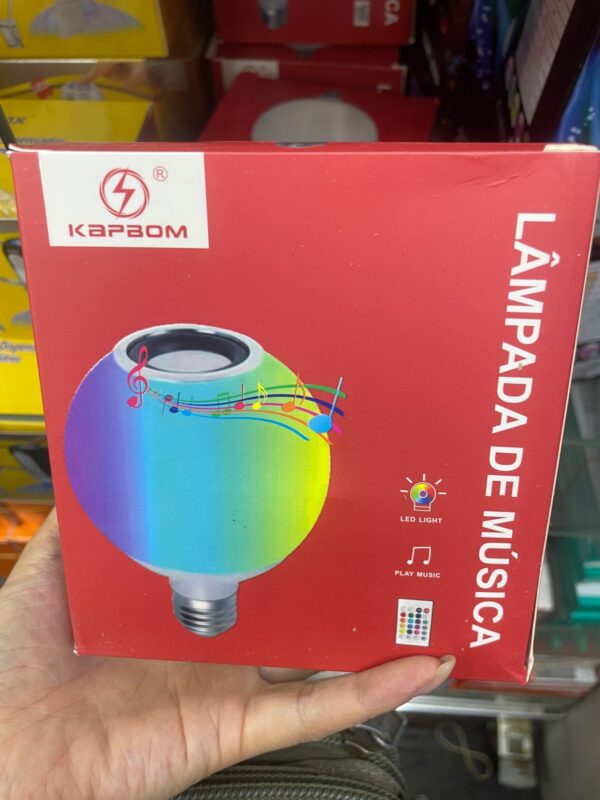 KAPBOM
®
LÂMPADA DE MÚSICA
LED LIGHT
PLAY MUSIC